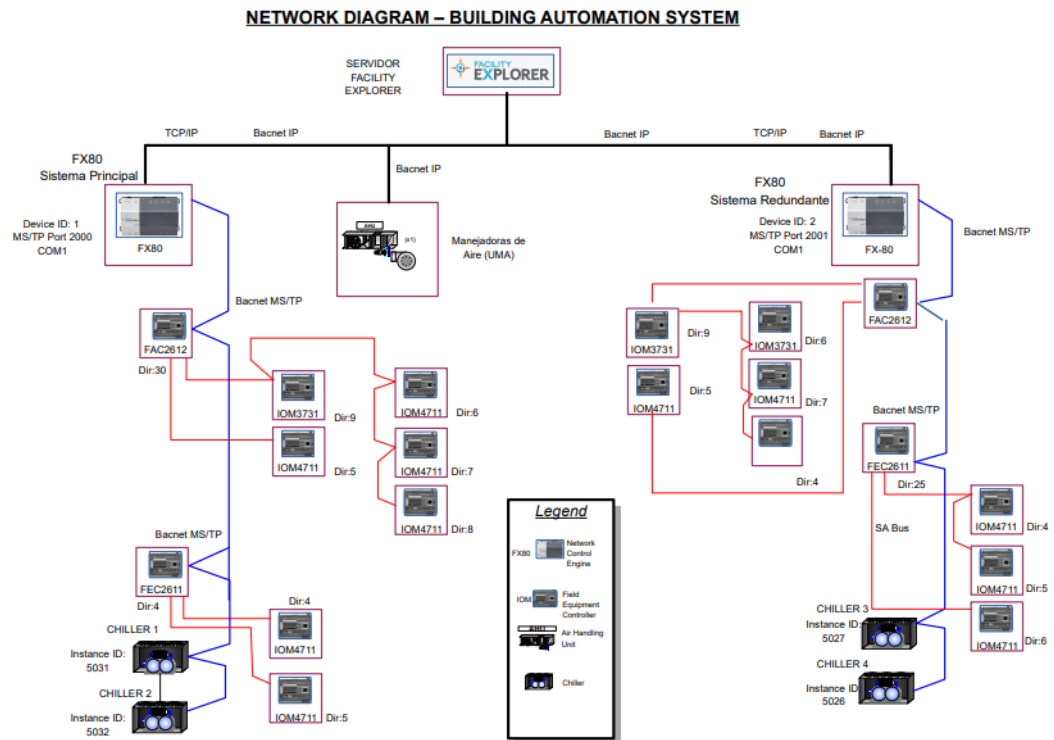 NETWORK DIAGRAM – BUILDING AUTOMATION SYSTEM
SERVIDOR
FACILITY
EXPLORER
FACILITY
EXPLORER
TCP/IP
Bacnet IP
Bacnet IP
TCP/IP
Bacnet IP
FX80
Sistema Principal
Device ID: 1
MS/TP Port 2000
COM1
FX80
Bacnet IP
AHU
(x1)
Manejadoras de
Aire (UMA)
FX80
Sistema Redundante
Device ID: 2
MS/TP Port 2001
COM1
FX-80
Bacnet MS/TP
Bacnet MS/TP
FAC2612
Dir:30
IOM3731
Dir:9
IOM4711
Dir:5
IOM4711
Dir:6
IOM4711
Dir:7
IOM4711
Dir:8
FAC2612
IOM3731
Dir:9
IOM3731
Dir:6
IOM4711
Dir:5
IOM4711
Dir:7
Dir:4
Bacnet MS/TP
FEC2611
Dir:25
SA Bus
IOM4711
Dir:4
IOM4711
Dir:5
IOM4711
Dir:6
Bacnet MS/TP
FEC2611
Dir:4
Dir:4
IOM4711
IOM4711
Dir:5
CHILLER 1
Instance ID:
5031
CHILLER 2
Instance ID:
5032
CHILLER 3
Instance ID:
5027
CHILLER 4
Instance ID:
5026
Legend
FX80
Network
Control
Engine
IOM
Field
Equipment
Controller
AHU
Air Handling
Unit
Chiller